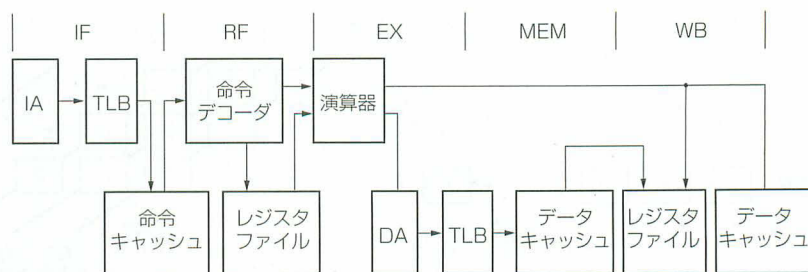 IF
RF
EX
MEM
WB
IA
TLB
命令
デコーダ
演算器
命令
キャッシュ
レジスタ
ファイル
DA
TLB
データ
キャッシュ
レジスタ
ファイル
データ
キャッシュ